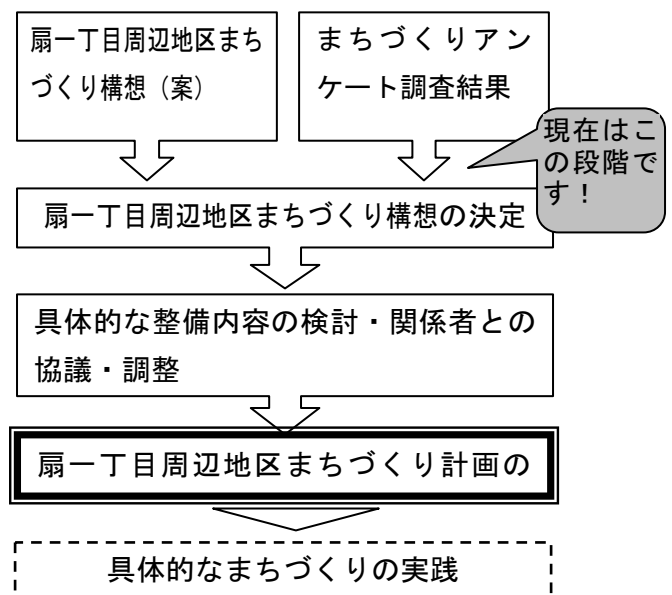 扇一丁目周辺地区まち
づくり構想（案）
まちづくりアン
ケート調査結果
現在はこ
の段階で
す！
扇一丁目周辺地区まちづくり構想の決定
具体的な整備内容の検討・関係者との
協議・調整
扇一丁目周辺地区まちづくり計画の
具体的なまちづくりの実践